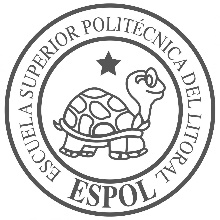 ESCUELA SUPERIOR POLITÉCNICA DEL LITORAL
ESPOL